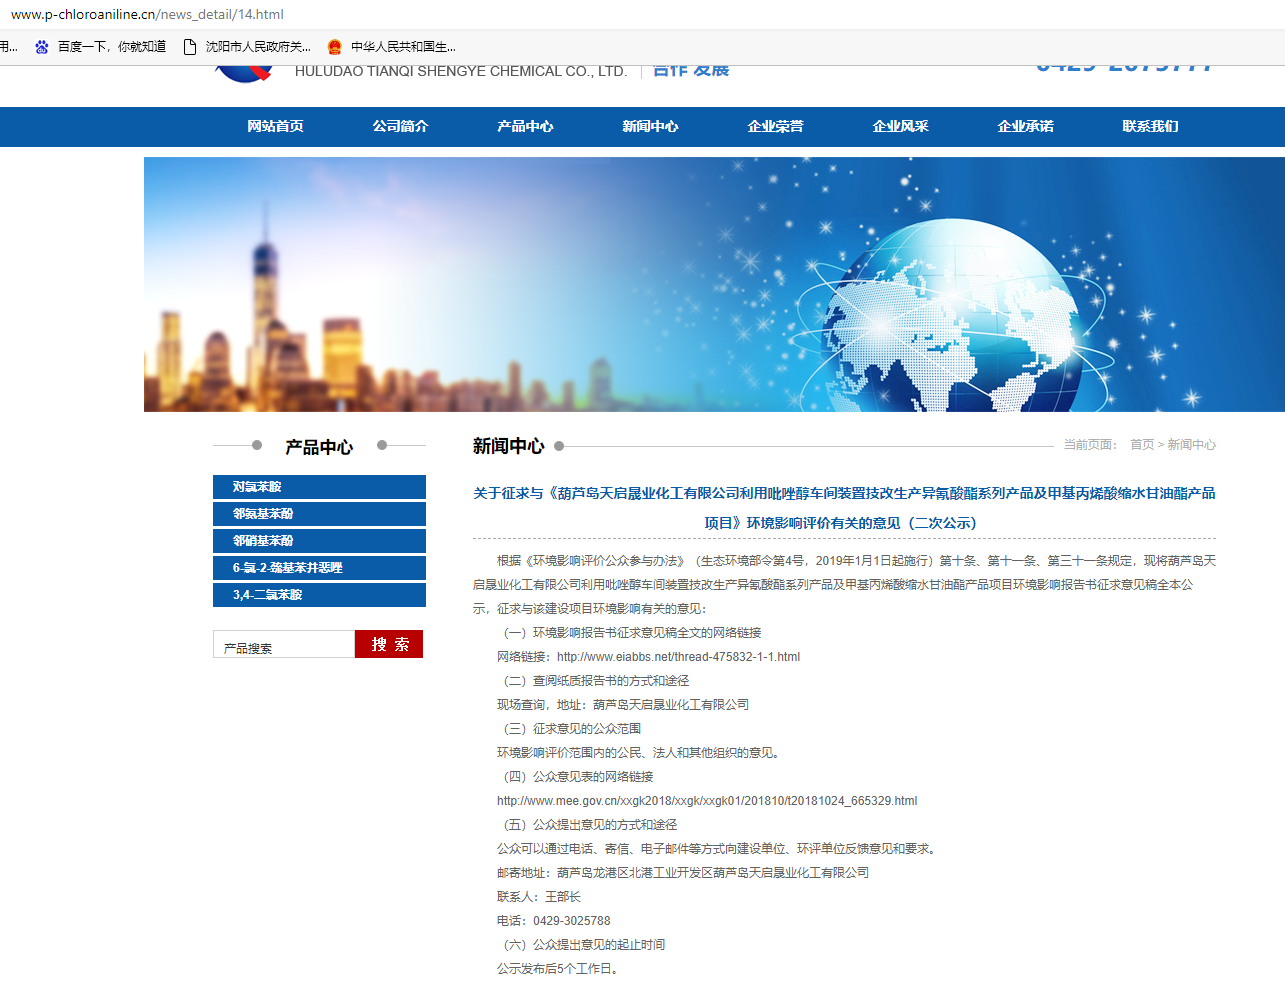 www.p-chloroaniline.cn/news_detail/14.html
用... 百度一下，你就知道 沈阳市人民政府关... 中华人民共和国生...
HULUDAO TIANQI SHENGYE CHEMICAL CO., LTD. 合作 发展
网站首页 公司简介 产品中心 新闻中心 企业荣誉 企业风采 企业承诺 联系我们
产品中心
对氯苯胺
邻氨基苯酚
邻硝基苯酚
6-氯-2-巯基苯并恶唑
3,4-二氯苯胺
产品搜索 搜 索
新闻中心 当前页面： 首页 > 新闻中心
关于征求与《葫芦岛天启晟业化工有限公司利用吡唑醇车间装置技改生产异氰酸酯系列产品及甲基丙烯酸缩水甘油酯产品
项目》环境影响评价有关的意见（二次公示）
根据《环境影响评价公众参与办法》（生态环境部令第4号，2019年1月1日起施行）第十条、第十一条、第三十一条规定，现将葫芦岛天
启晟业化工有限公司利用吡唑醇车间装置技改生产异氰酸酯系列产品及甲基丙烯酸缩水甘油酯产品项目环境影响报告书征求意见稿全本公
示，征求与该建设项目环境影响有关的意见：
（一）环境影响报告书征求意见稿全文的网络链接
网络链接：http://www.eiabbs.net/thread-475832-1-1.html
（二）查阅纸质报告书的方式和途径
现场查询，地址：葫芦岛天启晟业化工有限公司
（三）征求意见的公众范围
环境影响评价范围内的公民、法人和其他组织的意见。
（四）公众意见表的网络链接
http://www.mee.gov.cn/xxgk2018/xxgk/xxgk01/201810/t20181024_665329.html
（五）公众提出意见的方式和途径
公众可以通过电话、寄信、电子邮件等方式向建设单位、环评单位反馈意见和要求。
邮寄地址：葫芦岛龙港区北港工业开发区葫芦岛天启晟业化工有限公司
联系人：王部长
电话：0429-3025788
（六）公众提出意见的起止时间
公示发布后5个工作日。